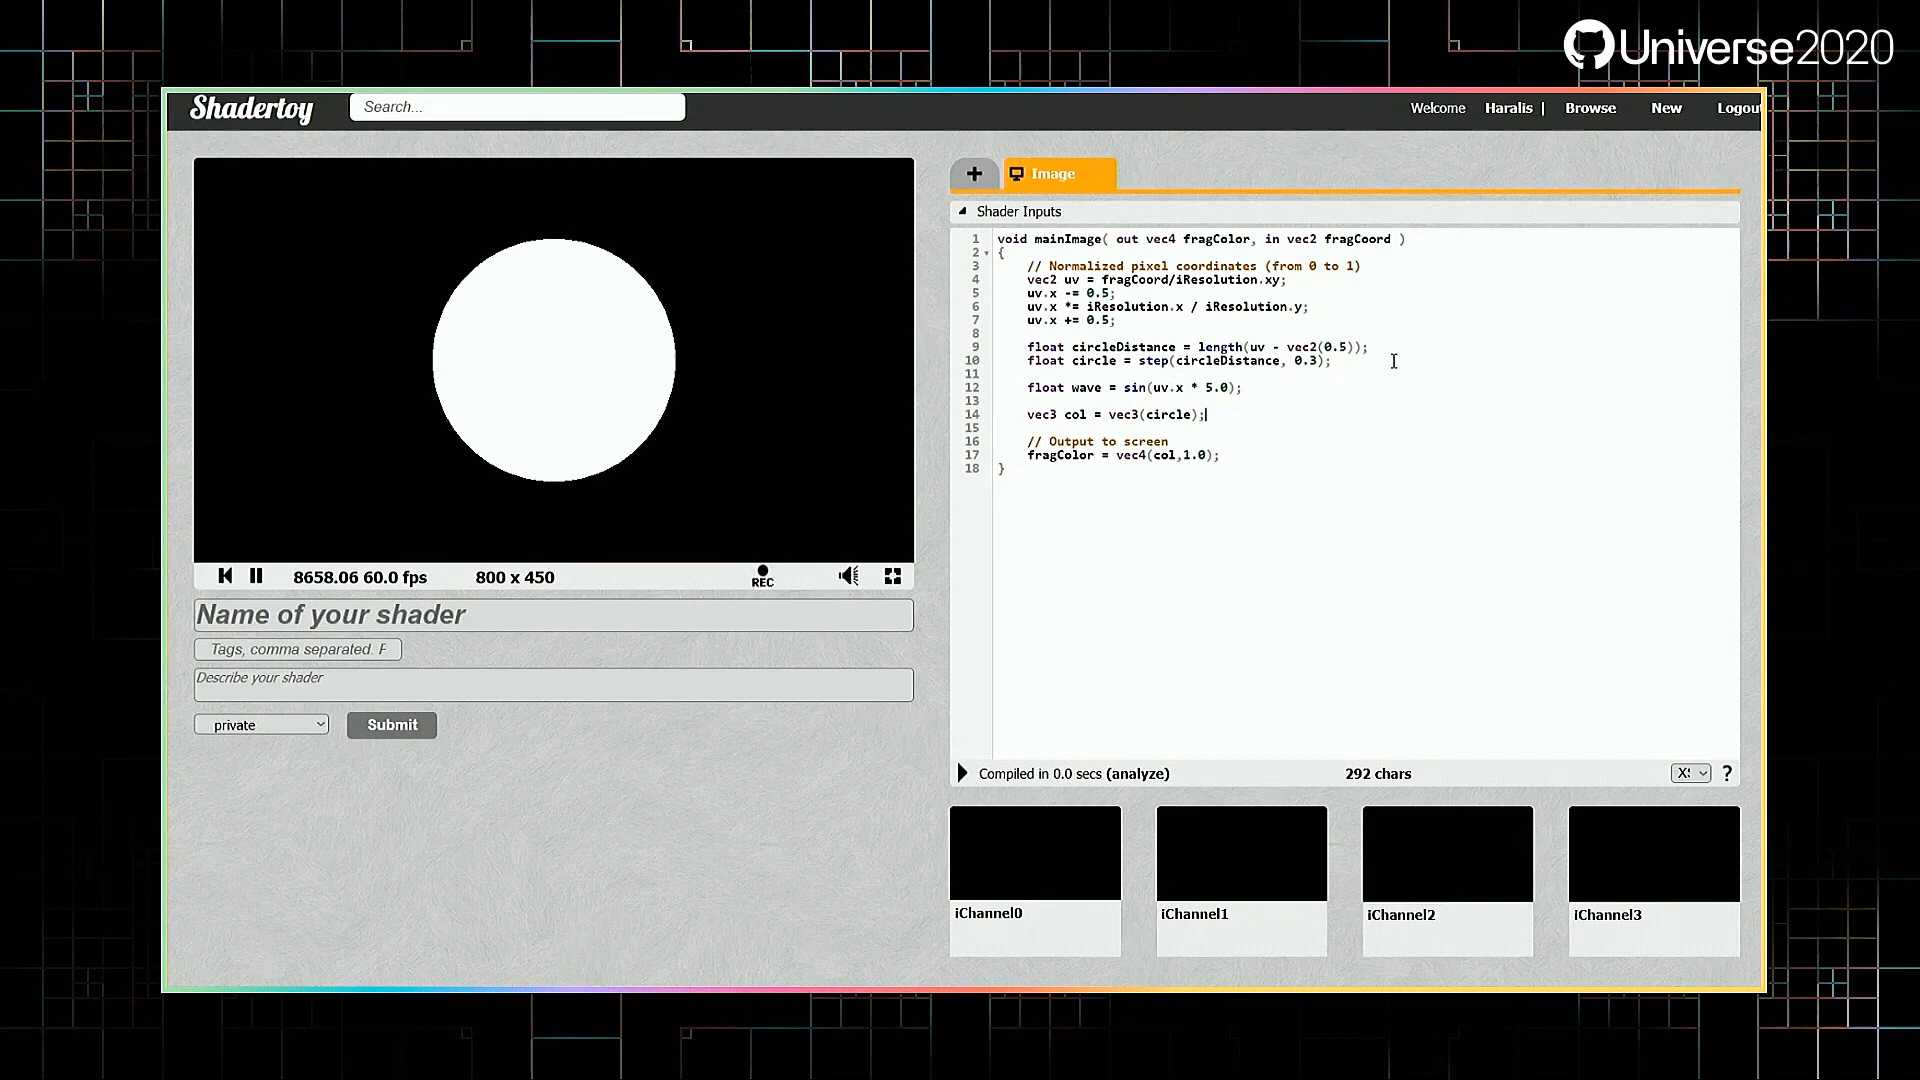 Universe2020
Shadertoy
Search...
Welcome Haralis | Browse New Logout
+ Image
Shader Inputs
1 void mainImage( out vec4 fragColor, in vec2 fragCoord )
2 {
3 // Normalized pixel coordinates (from 0 to 1)
4 vec2 uv = fragCoord/iResolution.xy;
5 uv.x -= 0.5;
6 uv.x *= iResolution.x / iResolution.y;
7 uv.x += 0.5;
8
9 float circleDistance = length(uv - vec2(0.5));
10 float circle = step(circleDistance, 0.3);
11
12 float wave = sin(uv.x * 5.0);
13
14 vec3 col = vec3(circle);
15
16 // Output to screen
17 fragColor = vec4(col,1.0);
18 }
8658.06 60.0 fps 800 x 450 REC
Name of your shader
Tags, comma separated.
Describe your shader
private Submit
Compiled in 0.0 secs (analyze) 292 chars ?
iChannel0 iChannel1 iChannel2 iChannel3